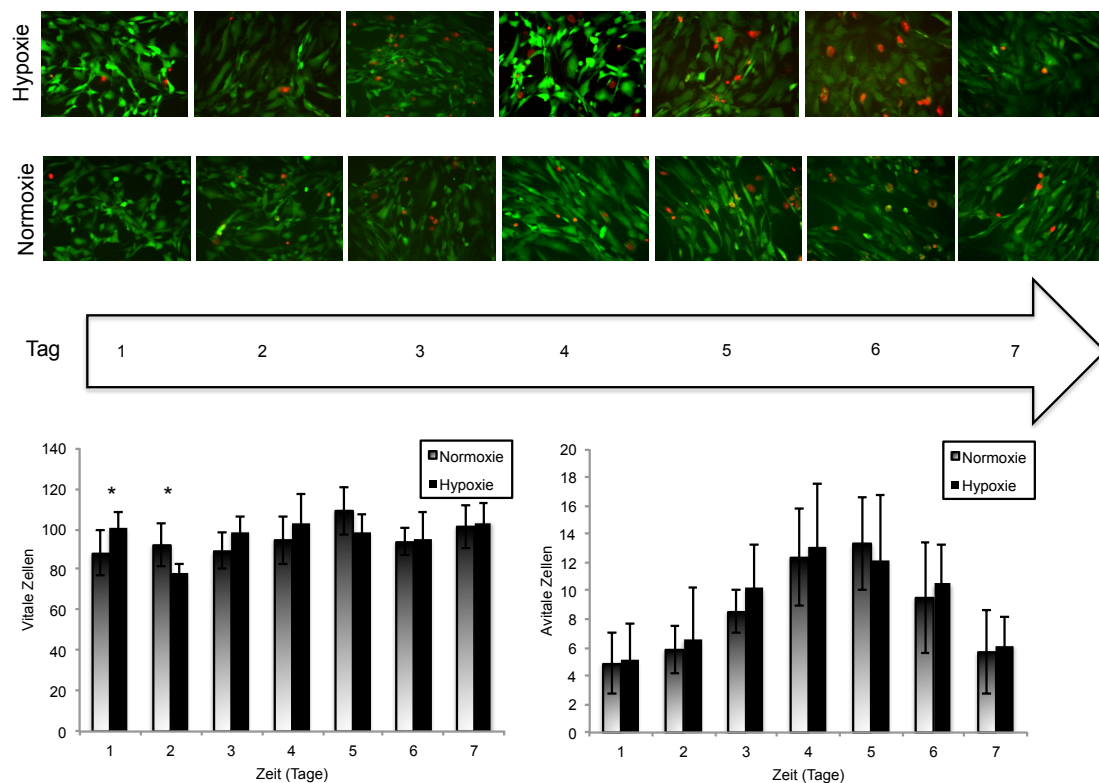 Hypoxie
Normoxie
Tag 1 2 3 4 5 6 7
140
120
100
80
60
40
20
0
Vitale Zellen
* *
Normoxie
Hypoxie
1 2 3 4 5 6 7
Zeit (Tage)
20
18
16
14
12
10
8
6
4
2
0
Avitale Zellen
Normoxie
Hypoxie
1 2 3 4 5 6 7
Zeit (Tage)